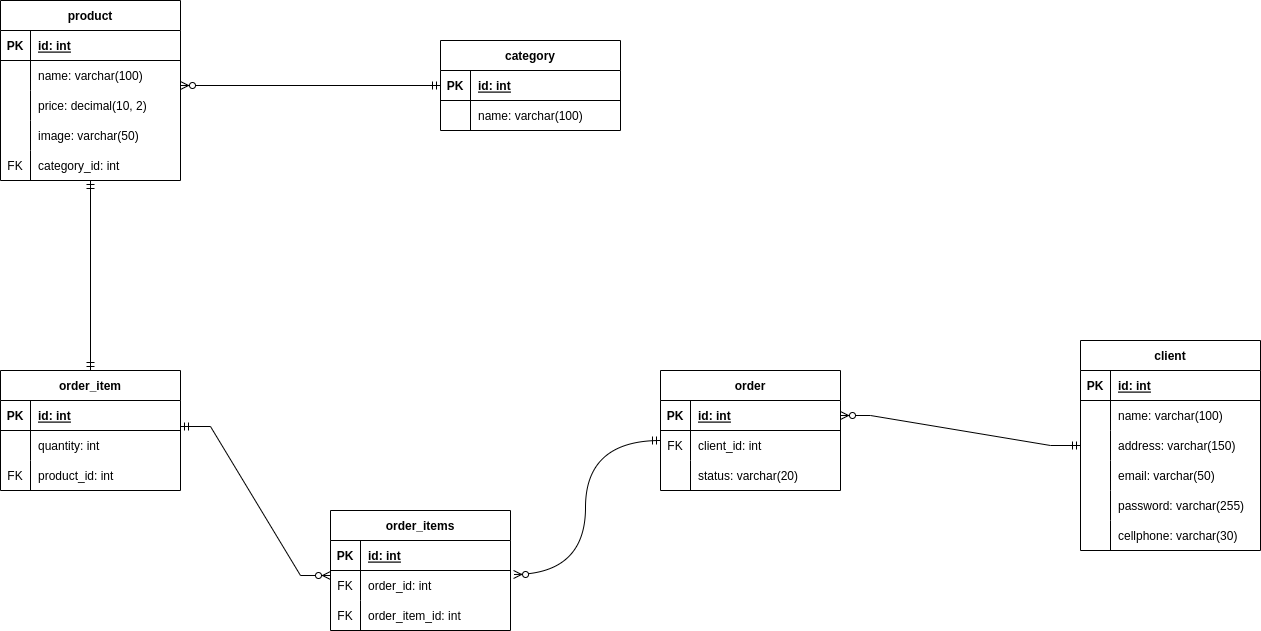 product
PK id: int
name: varchar(100)
price: decimal(10, 2)
image: varchar(50)
FK category_id: int
category
PK id: int
name: varchar(100)
order_item
PK id: int
quantity: int
FK product_id: int
order_items
PK id: int
FK order_id: int
FK order_item_id: int
order
PK id: int
FK client_id: int
status: varchar(20)
client
PK id: int
name: varchar(100)
address: varchar(150)
email: varchar(50)
password: varchar(255)
cellphone: varchar(30)